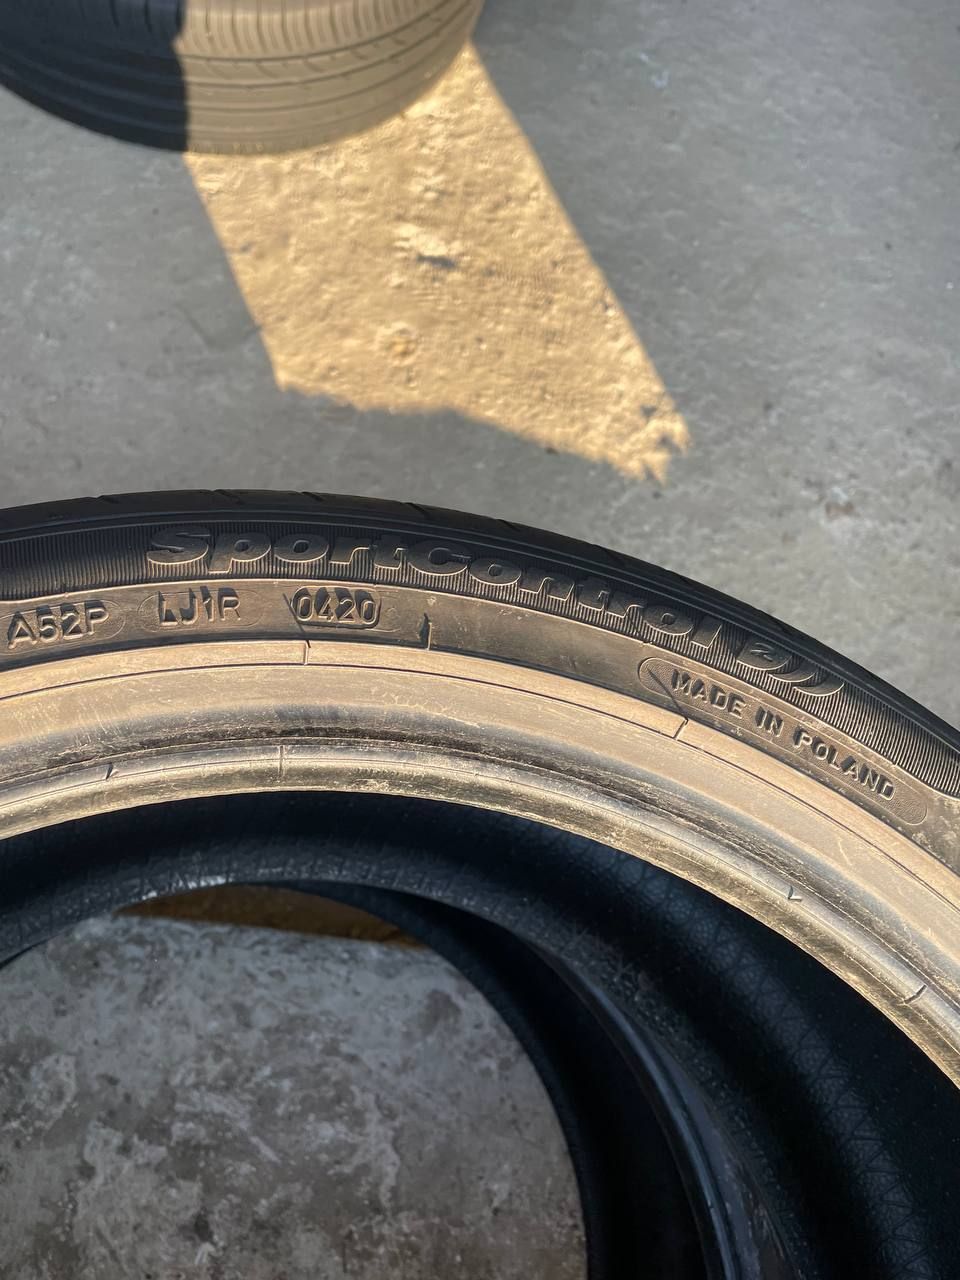 SportControl 2
A52P LJ1R 0420
MADE IN POLAND